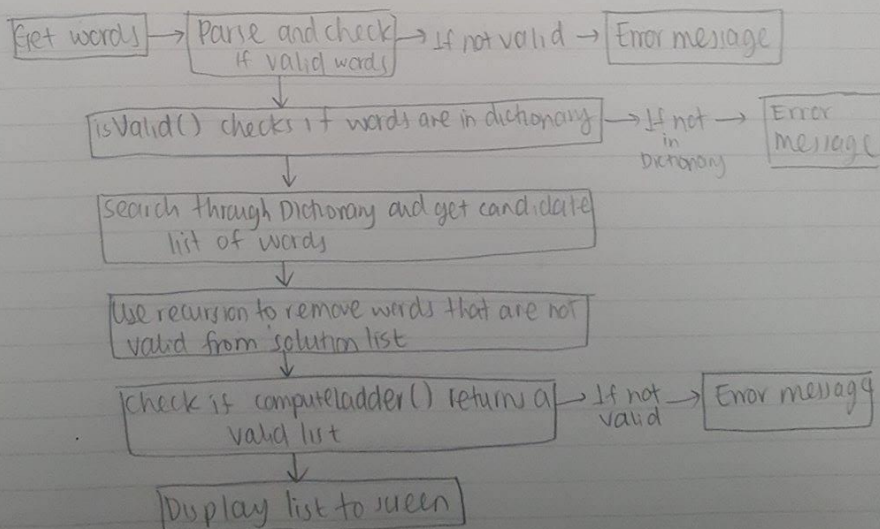 Get words
Parse and check
If valid words
If not valid
Error message
isValid() checks if words are in dictionary
If not
in
Dictionary
Error
message
Search through Dictionary and get candidate
list of words
Use recursion to remove words that are not
valid from solution list
Check if computeladder() returns a
valid list
If not
valid
Error message
Display list to screen